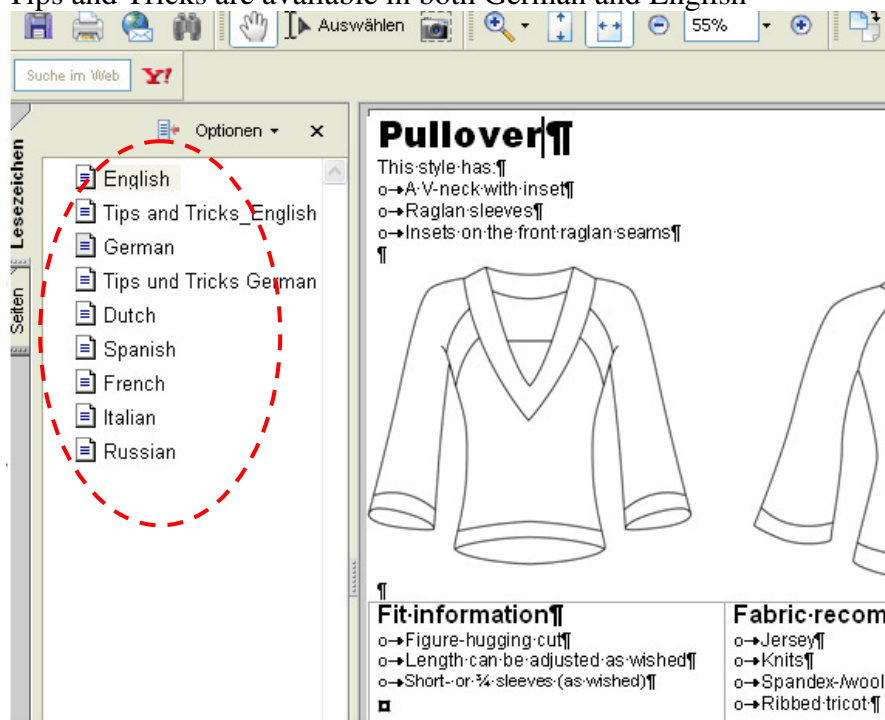 Tips and Tricks are available in both German and English
Auswählen
55%
Suche im Web
Y!
Lesezeichen
Seiten
Optionen
x
English
Tips and Tricks_English
German
Tips und Tricks German
Dutch
Spanish
French
Italian
Russian
Pullover¶
This·style·has:¶
o→A·V-neck·with·inset¶
o→Raglan·sleeves¶
o→Insets·on·the·front·raglan·seams¶
¶
¶
Fit·information¶
o→Figure-hugging·cut¶
o→Length·can·be·adjusted·as·wished¶
o→Short-·or·¾·sleeves·(as·wished)¶
¤
Fabric·recom
o→Jersey¶
o→Knits¶
o→Spandex-/wool
o→Ribbed·tricot·¶